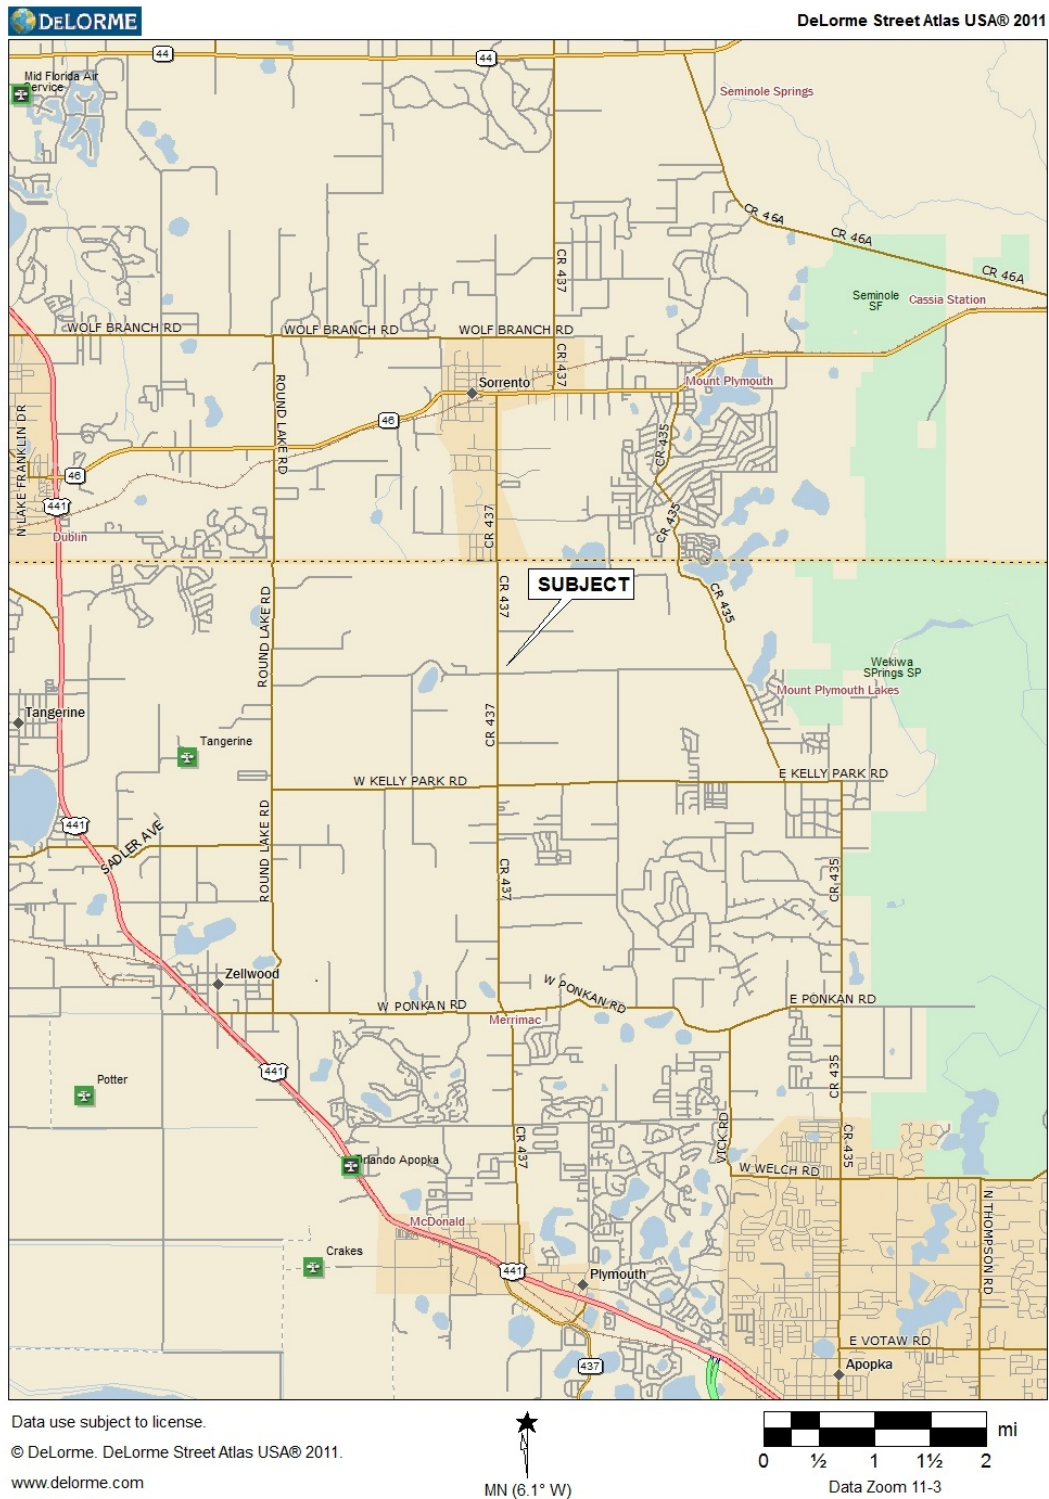 DELORME
DeLorme Street Atlas USA® 2011
44
44
Mid Florida Air
Service
Seminole Springs
CR 46A
CR 46A
CR 46A
CR 437
Seminole
SF
Cassia Station
WOLF BRANCH RD
WOLF BRANCH RD
WOLF BRANCH RD
CR 437
Sorrento
Mount Plymouth
N LAKE FRANKLIN DR
ROUND LAKE RD
46
CR 435
46
441
CR 437
CR 435
Dublin
SUBJECT
CR 437
CR 435
ROUND LAKE RD
Wekiwa
SPrings SP
Mount Plymouth Lakes
Tangerine
CR 437
Tangerine
W KELLY PARK RD
E KELLY PARK RD
441
SADLER AVE
ROUND LAKE RD
CR 437
CR 435
Zellwood
W PONKAN RD
W PONKAN RD
E PONKAN RD
Merrimac
441
CR 435
Potter
CR 437
VICK RD
CR 435
Orlando Apopka
W WELCH RD
N THOMPSON RD
McDonald
Crakes
441
Plymouth
E VOTAW RD
437
Apopka
Data use subject to license.
© DeLorme. DeLorme Street Atlas USA® 2011.
www.delorme.com
MN (6.1° W)
mi
0 ½ 1 1½ 2
Data Zoom 11-3